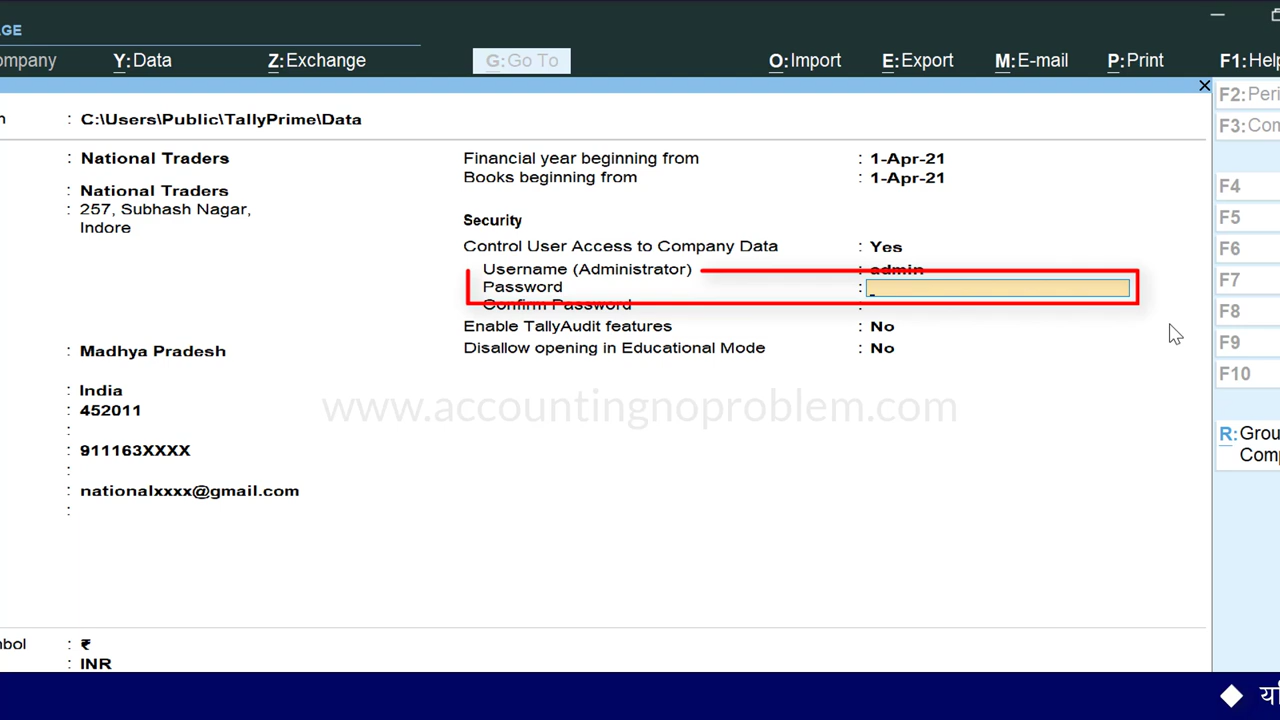 GE
ompany Y:Data Z:Exchange G:Go To O:Import E:Export M:E-mail P:Print F1:Help
n : C:\Users\Public\TallyPrime\Data
: National Traders
: National Traders
: 257, Subhash Nagar,
Indore
: Madhya Pradesh
: India
: 452011
:
: 911163XXXX
:
: nationalxxxx@gmail.com
:
Financial year beginning from : 1-Apr-21
Books beginning from : 1-Apr-21
Security
Control User Access to Company Data : Yes
Username (Administrator) : admin
Password :
Confirm Password :
Enable TallyAudit features : No
Disallow opening in Educational Mode : No
www.accountingnoproblem.com
mbol : ₹
: INR
F2:Peri
F3:Com
F4
F5
F6
F7
F8
F9
F10
R:Grou
Comp